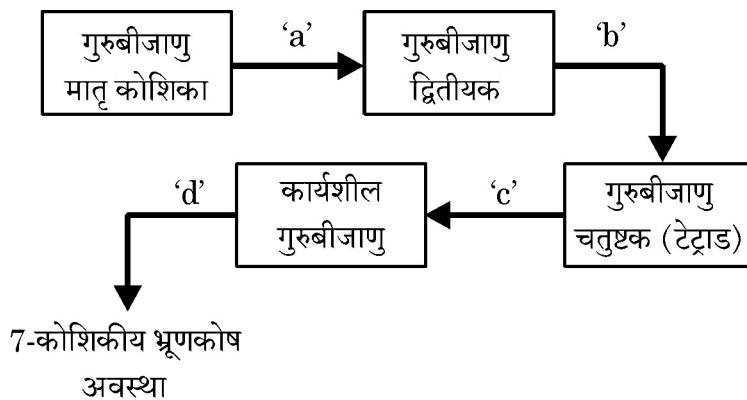 गुरुबीजाणु
मातृ कोशिका
‘a’
गुरुबीजाणु
द्वितीयक
‘b’
गुरुबीजाणु
चतुष्टक (टेट्राड)
‘c’
कार्यशील
गुरुबीजाणु
‘d’
7-कोशिकीय भ्रूणकोष
अवस्था